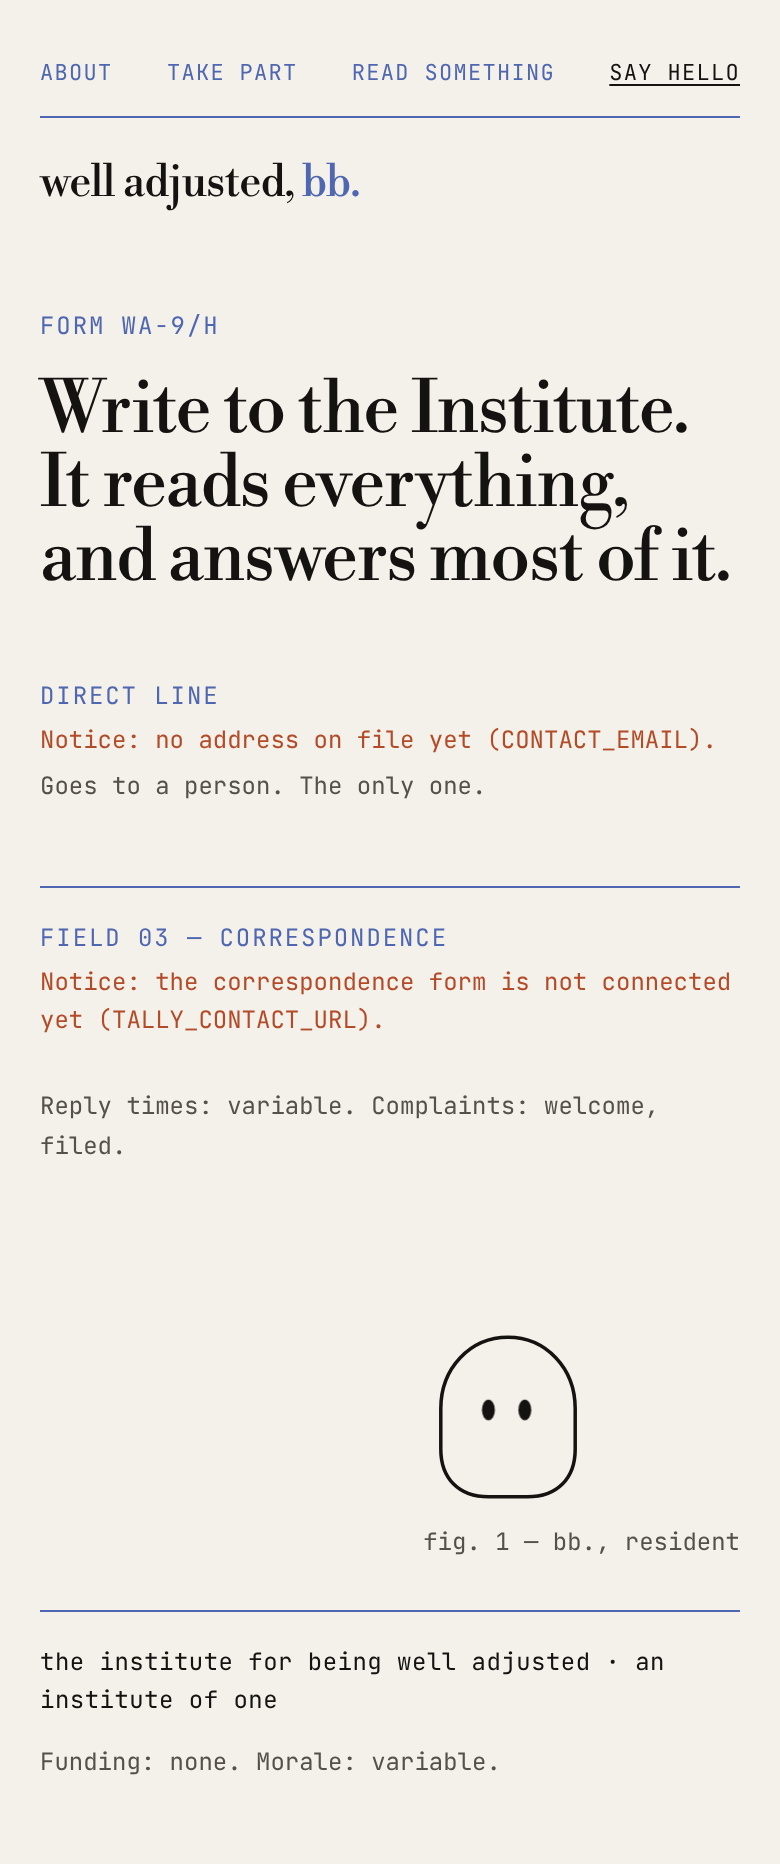 ABOUT TAKE PART READ SOMETHING SAY HELLO
well adjusted, bb.
FORM WA-9/H
Write to the Institute.
It reads everything,
and answers most of it.
DIRECT LINE
Notice: no address on file yet (CONTACT_EMAIL).
Goes to a person. The only one.
FIELD 03 — CORRESPONDENCE
Notice: the correspondence form is not connected
yet (TALLY_CONTACT_URL).
Reply times: variable. Complaints: welcome,
filed.
fig. 1 — bb., resident
the institute for being well adjusted · an
institute of one
Funding: none. Morale: variable.